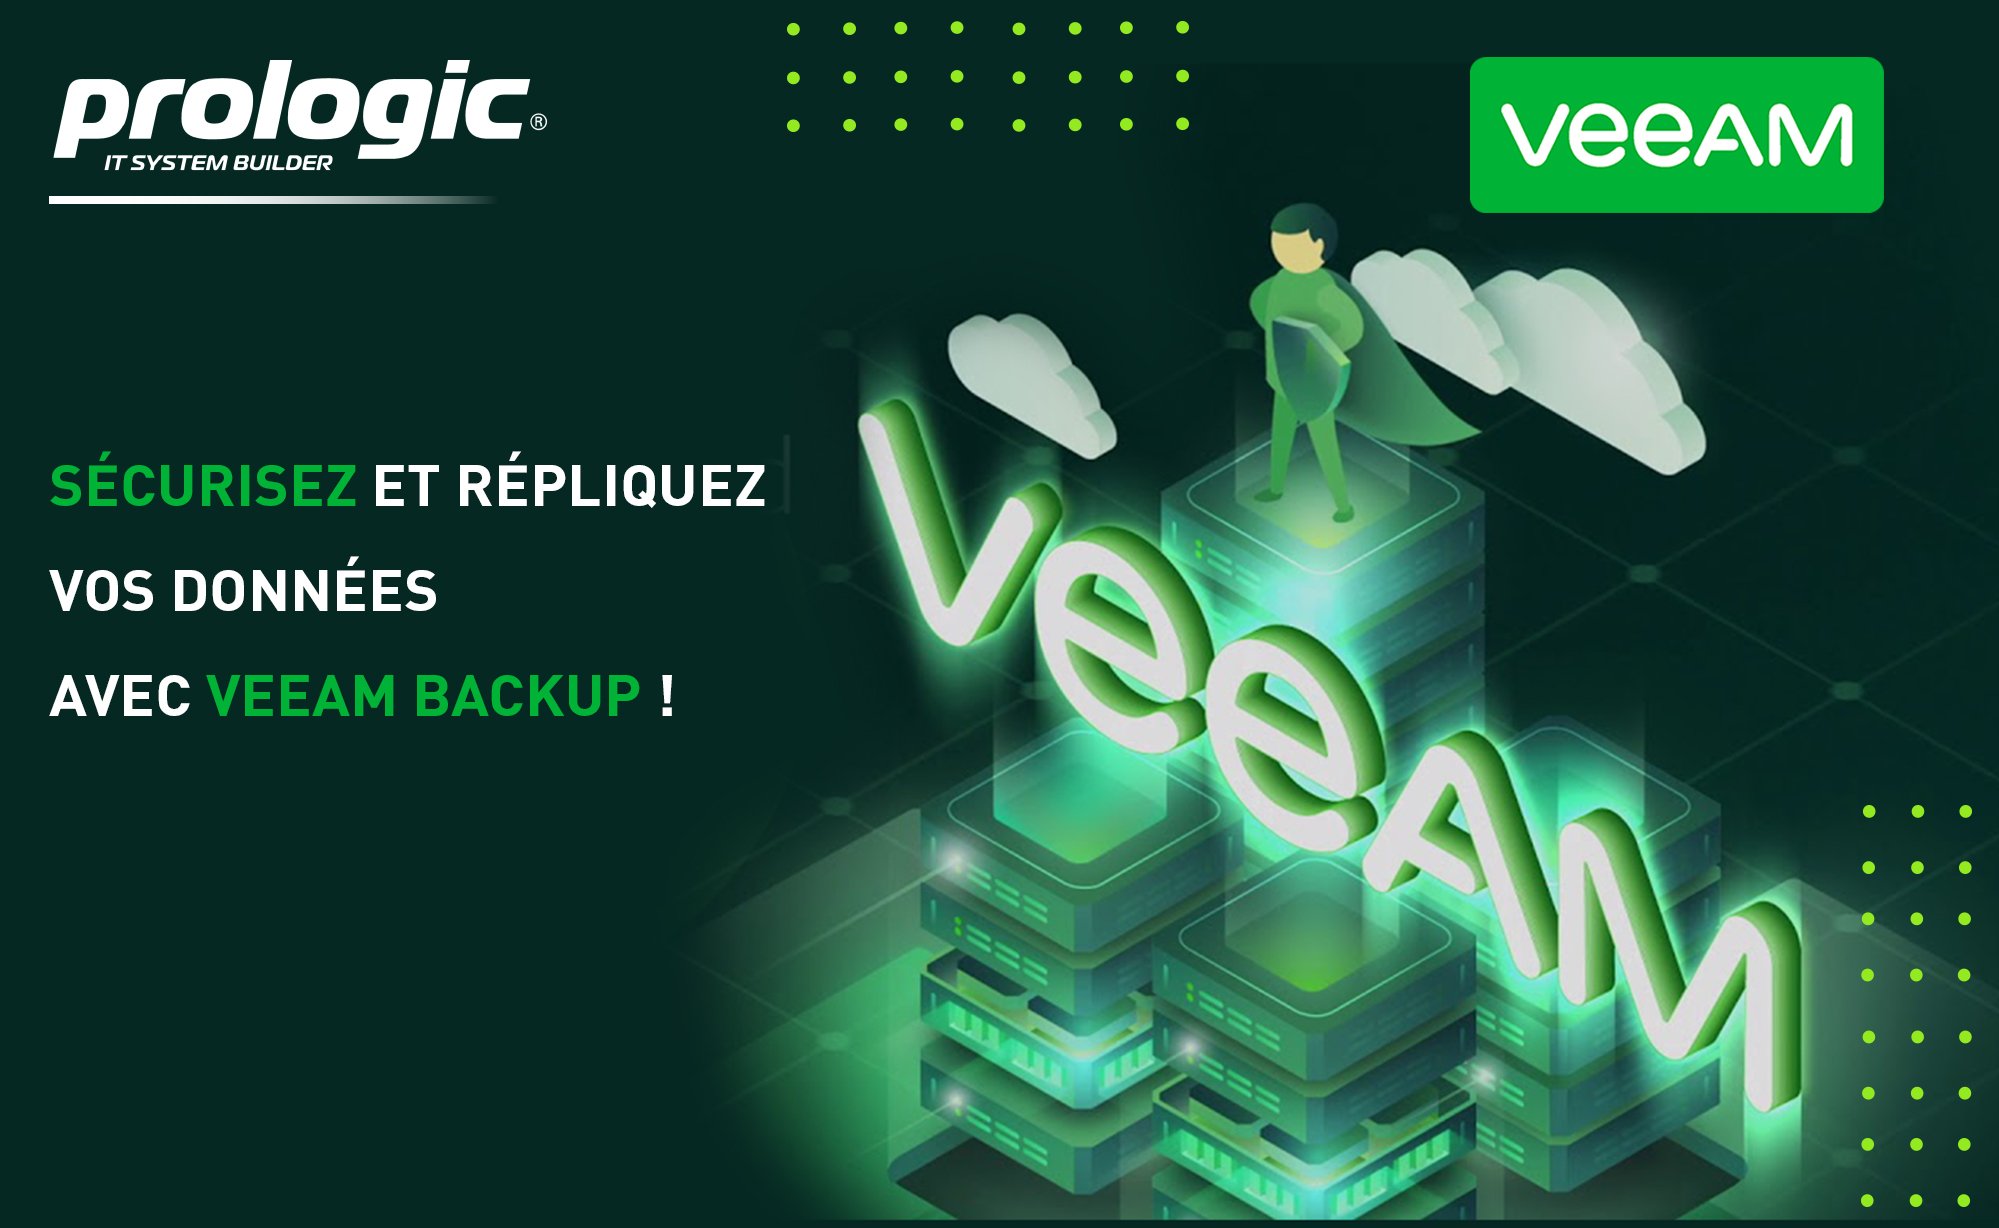 prologic®
IT SYSTEM BUILDER
veeAM
SÉCURISEZ ET RÉPLIQUEZ
VOS DONNÉES
AVEC VEEAM BACKUP !
veeAM